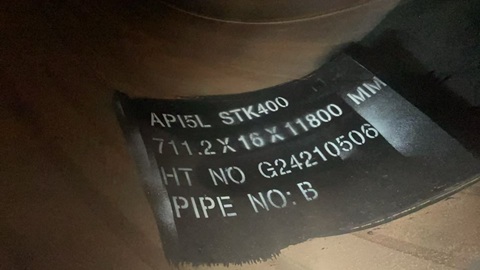 API5L STK400
711.2 X 16 X 11800 MM
HT NO G24210506
PIPE NO: B